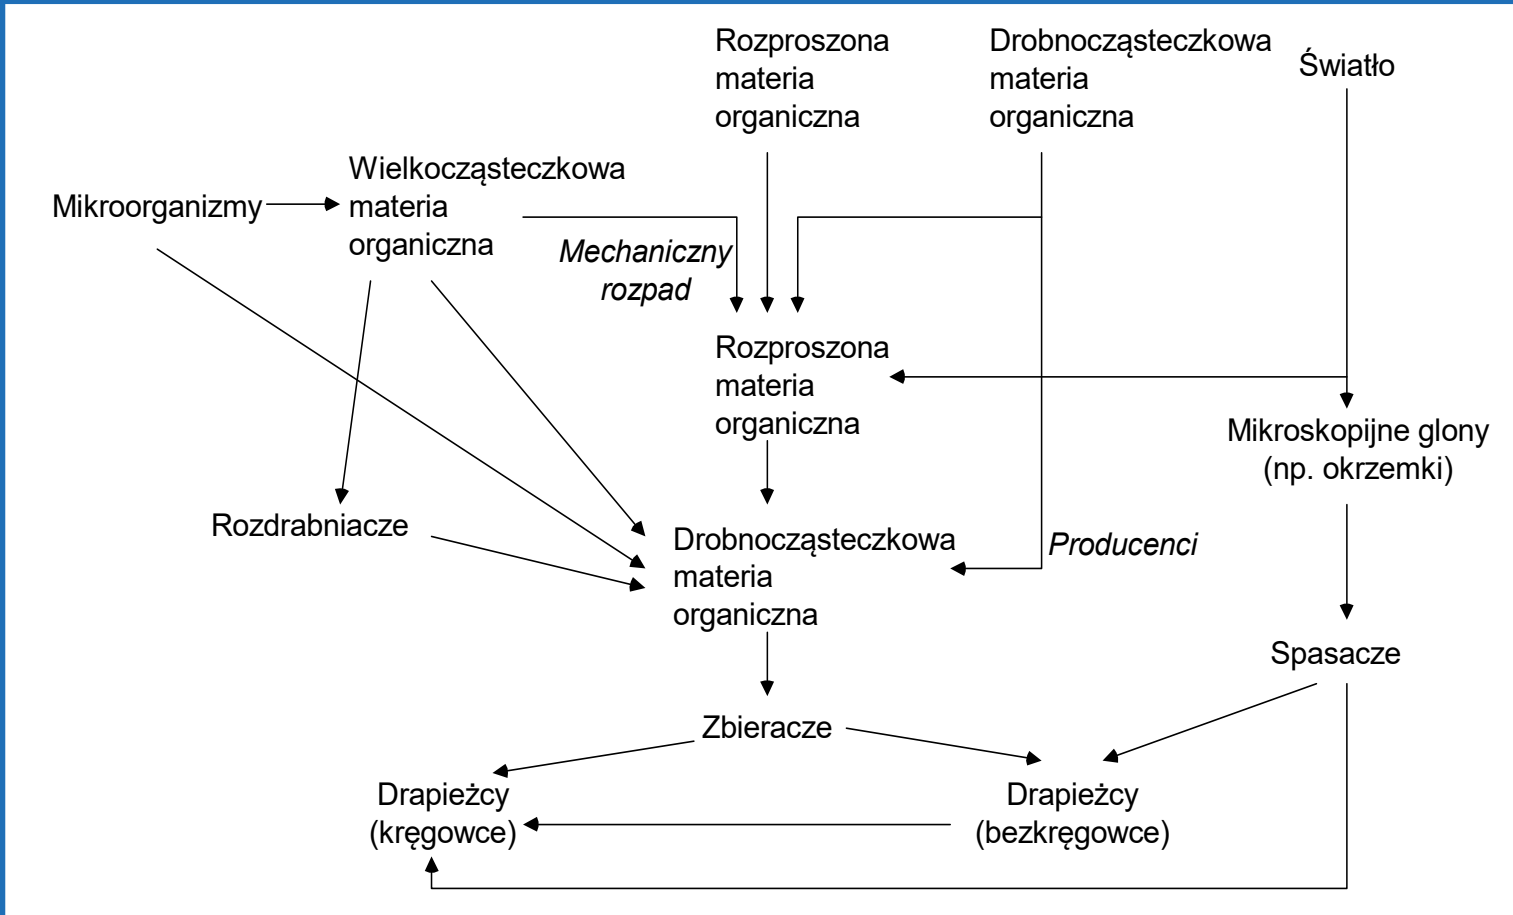 Rozproszona
materia
organiczna
Drobnocząsteczkowa
materia
organiczna
Światło
Wielkocząsteczkowa
materia
organiczna
Mikroorganizmy
Mechaniczny
rozpad
Rozproszona
materia
organiczna
Mikroskopijne glony
(np. okrzemki)
Rozdrabniacze
Drobnocząsteczkowa
materia
organiczna
Producenci
Spasacze
Zbieracze
Drapieżcy
(kręgowce)
Drapieżcy
(bezkręgowce)